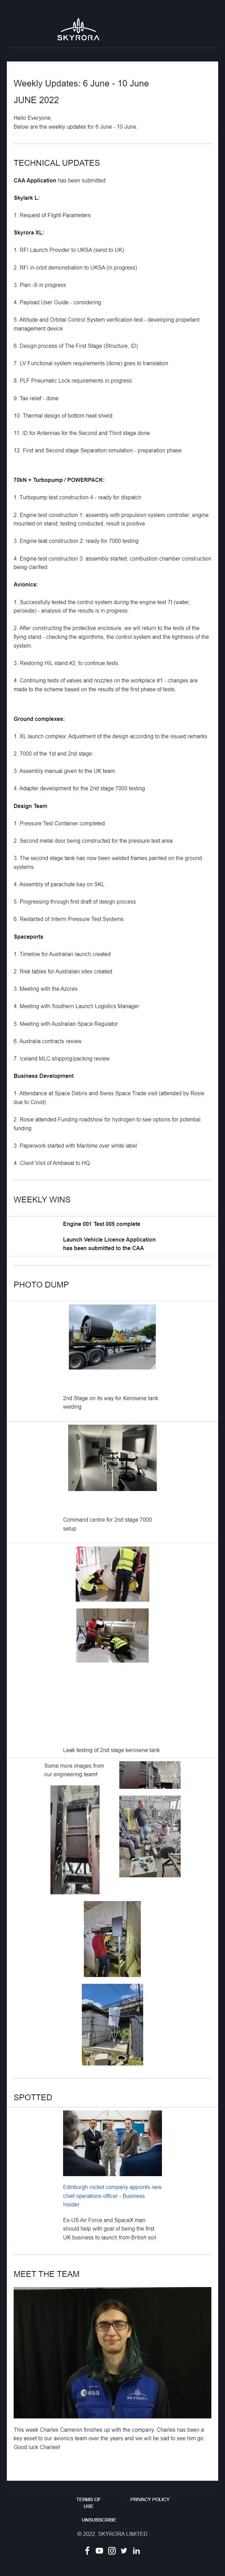 SKYRORA
Weekly Updates: 6 June - 10 June
JUNE 2022
Hello Everyone,
Below are the weekly updates for 6 June - 10 June.
TECHNICAL UPDATES
CAA Application has been submitted
Skylark L:
1. Request of Flight Parameters
Skyrora XL:
1. RFI Launch Provider to UKSA (send to UK)
2. RFI in-orbit demonstration to UKSA (in progress)
3. Plan -S in progress
4. Payload User Guide - considering
5. Attitude and Orbital Control System verification test - developing propellant
management device
6. Design process of The First Stage (Structure, ID)
7. LV Functional system requirements (done) goes to translation
8. PLF Pneumatic Lock requirements in progress
9. Tax relief - done
10. Thermal design of bottom heat shield
11. ID for Antennas for the Second and Third stage done
12. First and Second stage Separation simulation - preparation phase
70kN + Turbopump / POWERPACK:
1. Turbopump test construction 4 - ready for dispatch
2. Engine test construction 1: assembly with propulsion system controller; engine
mounted on stand; testing conducted, result is positive
3. Engine teat construction 2: ready for 7000 testing
4. Engine test construction 3: assembly started; combustion chamber construction
being clarified
Avionics:
1. Successfully tested the control system during the engine test 7t (water,
peroxide) - analysis of the results is in progress.
2. After constructing the protective enclosure, we will return to the tests of the
flying stand - checking the algorithms, the control system and the tightness of the
system.
3. Restoring HIL stand #2, to continue tests.
4. Continuing tests of valves and nozzles on the workplace #1 - changes are
made to the scheme based on the results of the first phase of tests.
Ground complexes:
1. XL launch complex: Adjustment of the design according to the issued remarks
2. 7000 of the 1st and 2nd stage:
3. Assembly manual given to the UK team
4. Adapter development for the 2nd stage 7000 testing
Design Team
1. Pressure Test Container completed
2. Second metal door being constructed for the pressure test area.
3. The second stage tank has now been welded frames painted on the ground
systems
4. Assembly of parachute bay on SKL
5. Progressing through first draft of design process
6. Restarted of Interm Pressure Test Systems
Spaceports
1. Timeline for Australian launch created
2. Risk tables for Australian sites created
3. Meeting with the Azores
4. Meeting with Southern Launch Logistics Manager
5. Meeting with Australian Space Regulator
6. Australia contracts review
7. Iceland MLC shipping/packing review
Business Development
1. Attendance at Space Debris and Swiss Space Trade visit (attended by Rosie
due to Covid)
2. Rosie attended Funding roadshow for hydrogen to see options for potential
funding
3. Paperwork started with Maritime over white label
4. Client Visit of Ambasat to HQ
WEEKLY WINS
Engine 001 Test 005 complete
Launch Vehicle Licence Application
has been submitted to the CAA
PHOTO DUMP
2nd Stage on its way for Kerosene tank
welding
Command centre for 2nd stage 7000
setup
Leak testing of 2nd stage kerosene tank
Some more images from
our engineering team!
SPOTTED
Edinburgh rocket company appoints new
chief operations officer - Business
Insider
Ex-US Air Force and SpaceX man
should help with goal of being the first
UK business to launch from British soil
MEET THE TEAM
esa
SKYRORA
This week Charles Cameron finishes up with the company. Charles has been a
key asset to our avionics team over the years and we will be sad to see him go.
Good luck Charles!
TERMS OF
USE
PRIVACY POLICY
UNSUBSCRIBE
© 2022, SKYRORA LIMITED